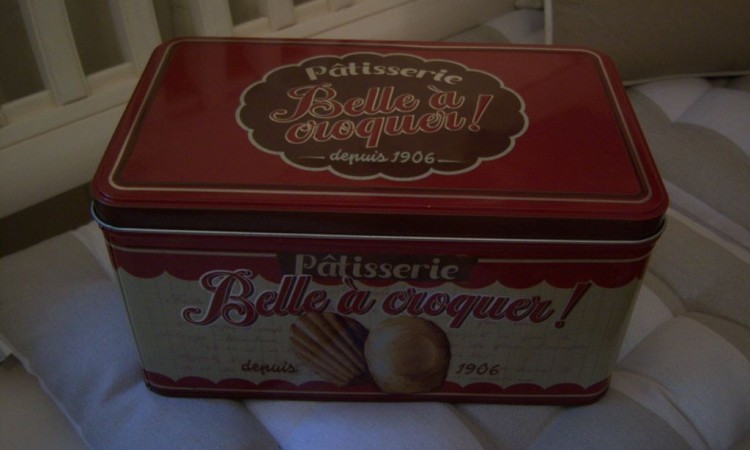 Pâtisserie
Belle à
croquer!
depuis 1906
Pâtisserie
Belle à croquer!
depuis 1906